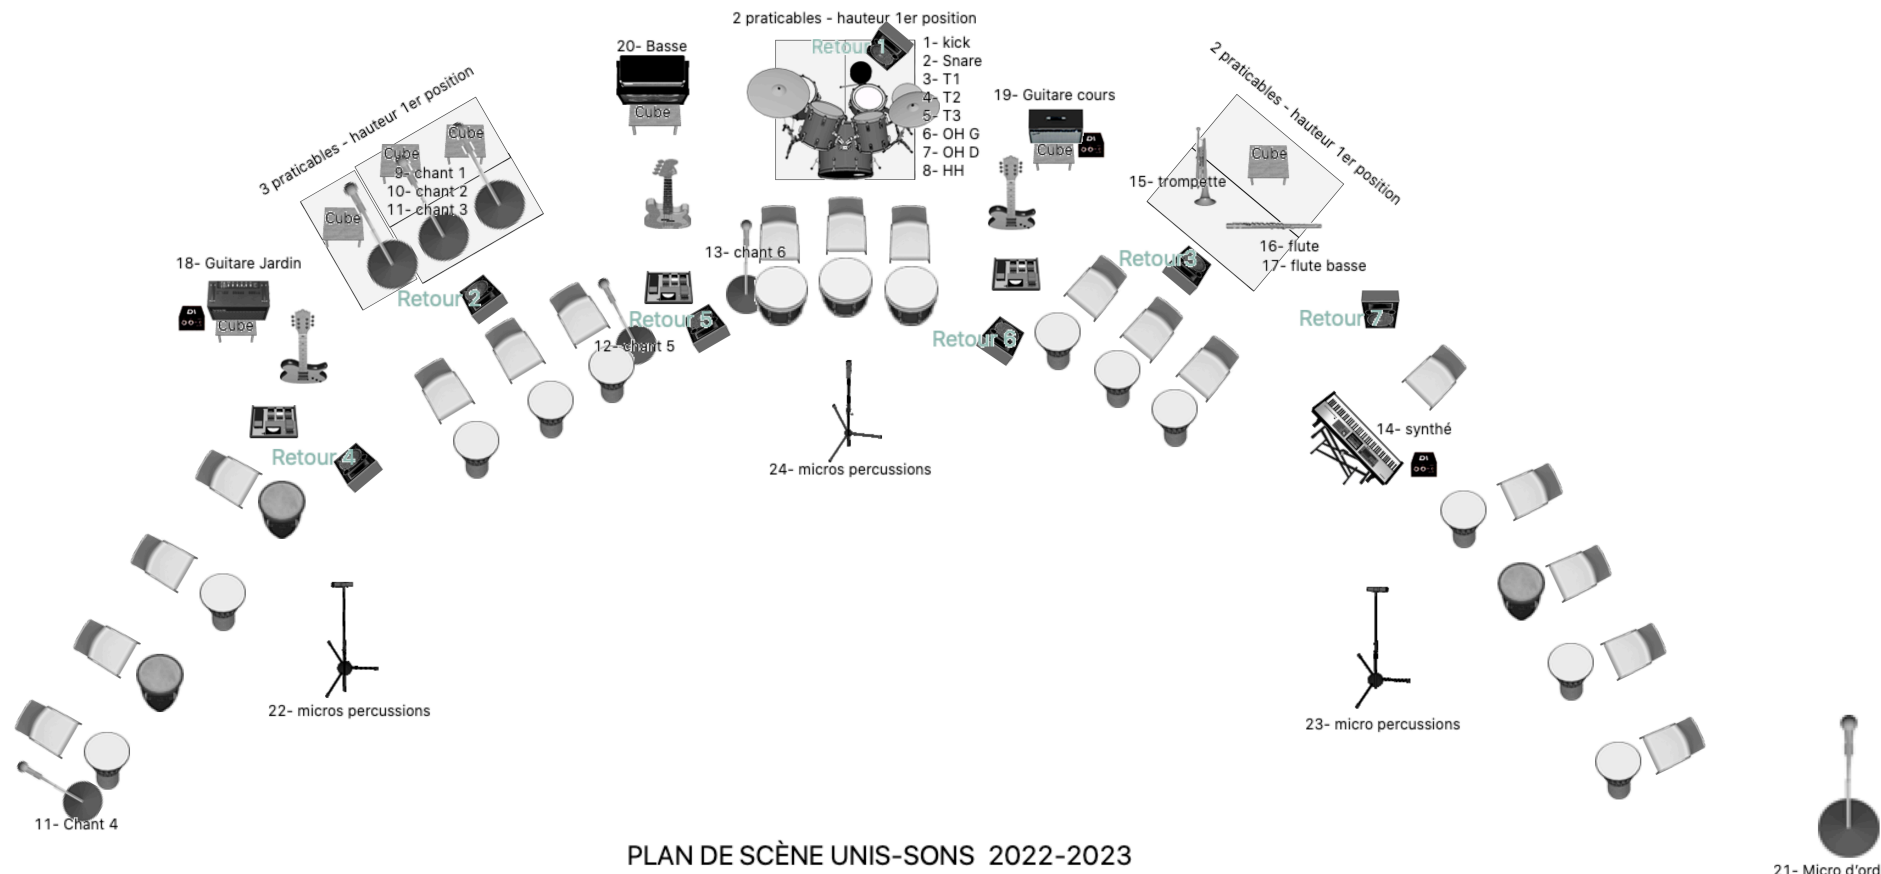 2 praticables - hauteur 1er position
Retour 1
1- kick
2- Snare
3- T1
4- T2
5- T3
6- OH G
7- OH D
8- HH
20- Basse
Cube
19- Guitare cours
DI
Cube
2 praticables - hauteur 1er position
Cube
15- trompette
16- flute
17- flute basse
Retour3
Retour 7
3 praticables - hauteur 1er position
Cube
Cube
Cube
9- chant 1
10- chant 2
11- chant 3
18- Guitare Jardin
DI
Cube
Retour 2
13- chant 6
Retour 5
12- chant 5
Retour 6
14- synthé
DI
Retour 4
24- micros percussions
22- micros percussions
23- micro percussions
11- Chant 4
PLAN DE SCÈNE UNIS-SONS 2022-2023
21- Micro d'ord